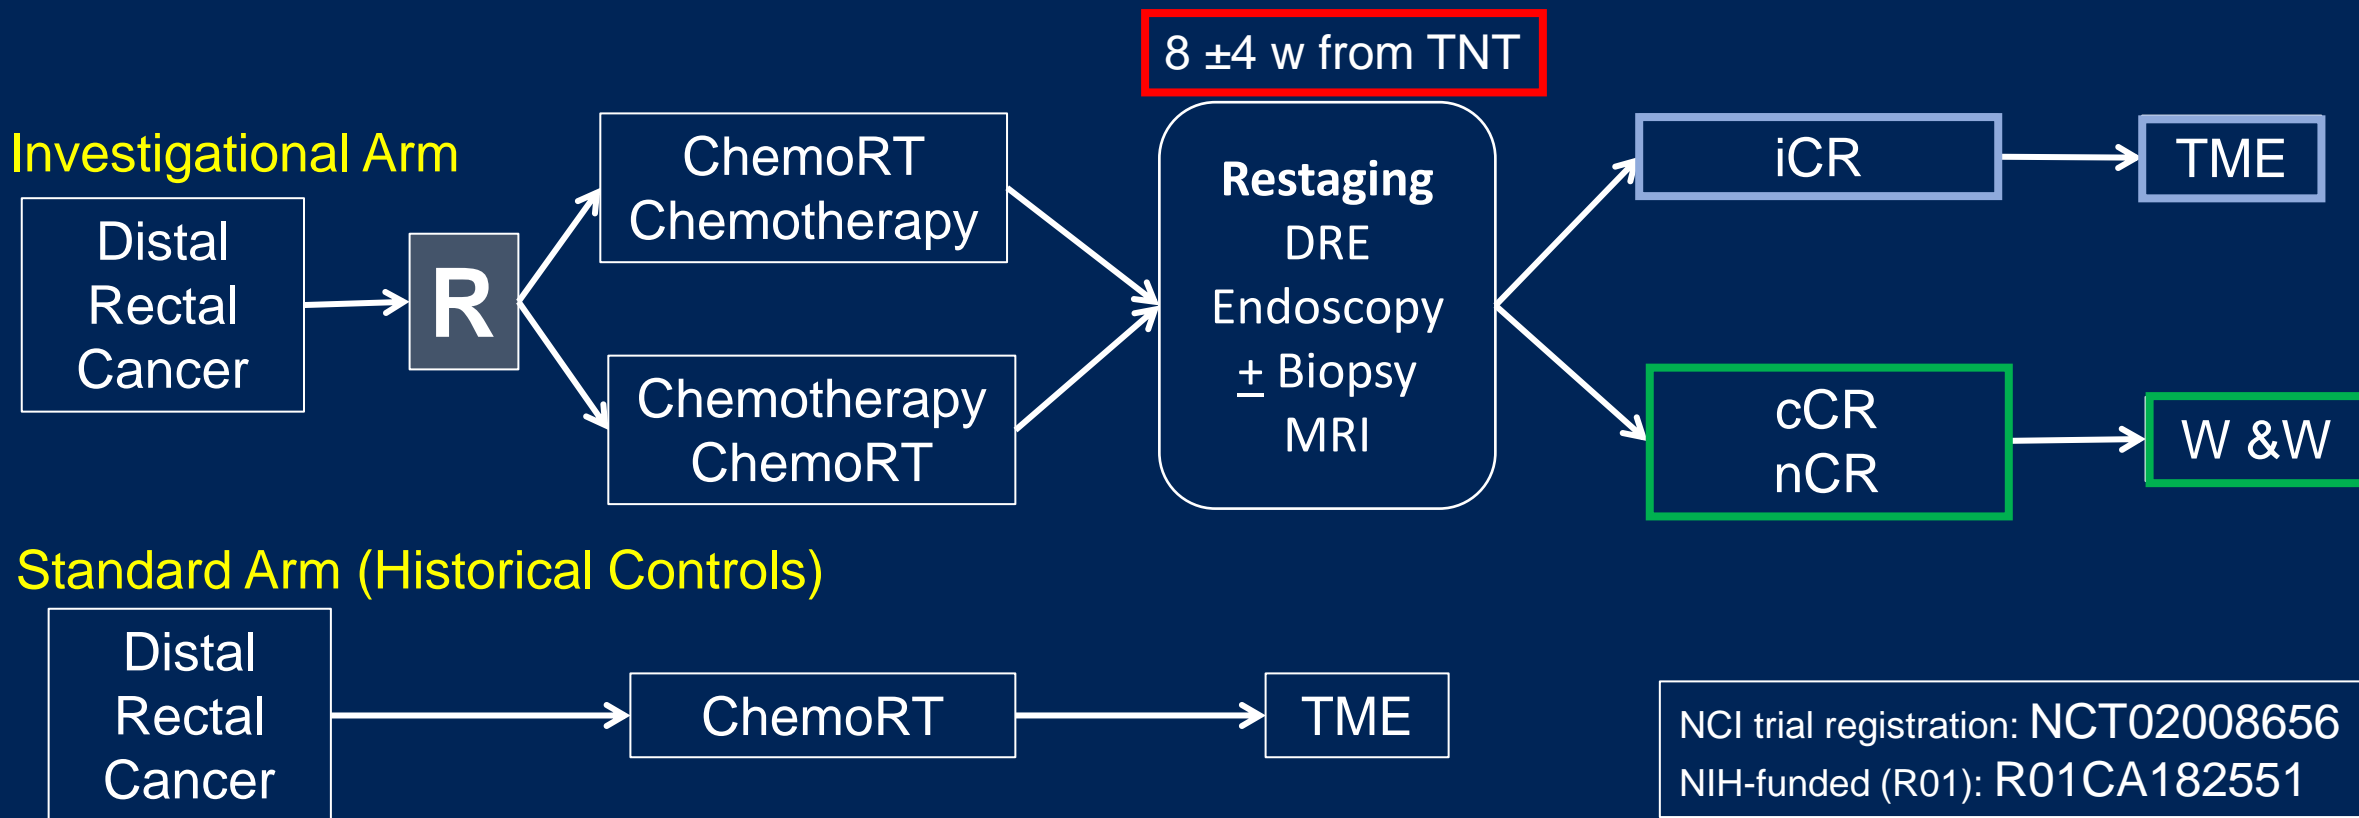 8 ±4 w from TNT
Investigational Arm
Distal
Rectal
Cancer
R
ChemoRT
Chemotherapy
Chemotherapy
ChemoRT
Restaging
DRE
Endoscopy
± Biopsy
MRI
iCR
TME
cCR
nCR
W &W
Standard Arm (Historical Controls)
Distal
Rectal
Cancer
ChemoRT
TME
NCI trial registration: NCT02008656
NIH-funded (R01): R01CA182551